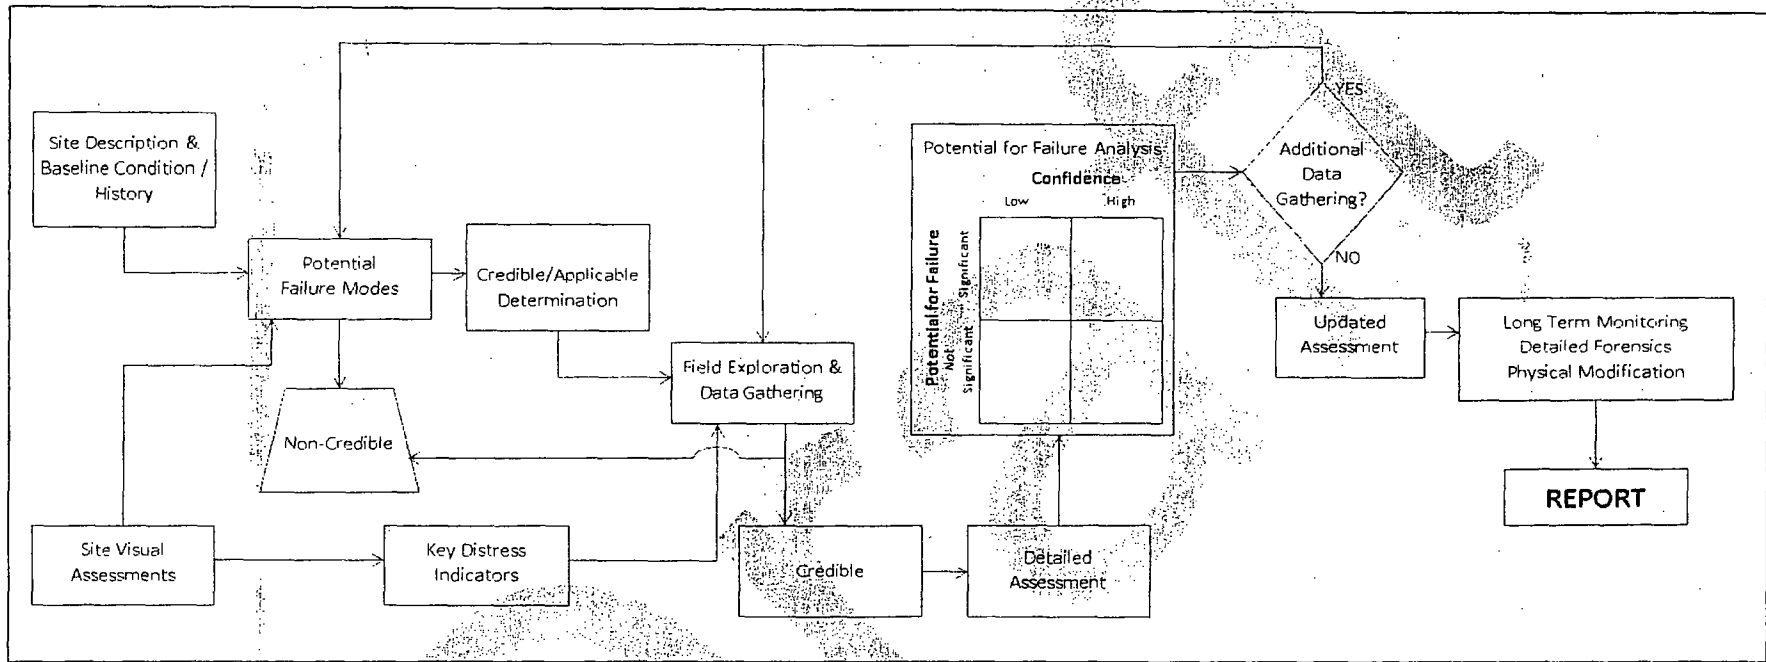 YES
Site Description &
Baseline Condition /
History
Potential for Failure Analysis
Confidence
Low
High
Additional
Data
Gathering?
NO
Potential for Failure
Significant
Not
Significant
Potential
Failure Modes
Credible/Applicable
Determination
Field Exploration &
Data Gathering
Updated
Assessment
Long Term Monitoring
Detailed Forensics
Physical Modification
Non-Credible
REPORT
Site Visual
Assessments
Key Distress
Indicators
Credible
Detailed
Assessment